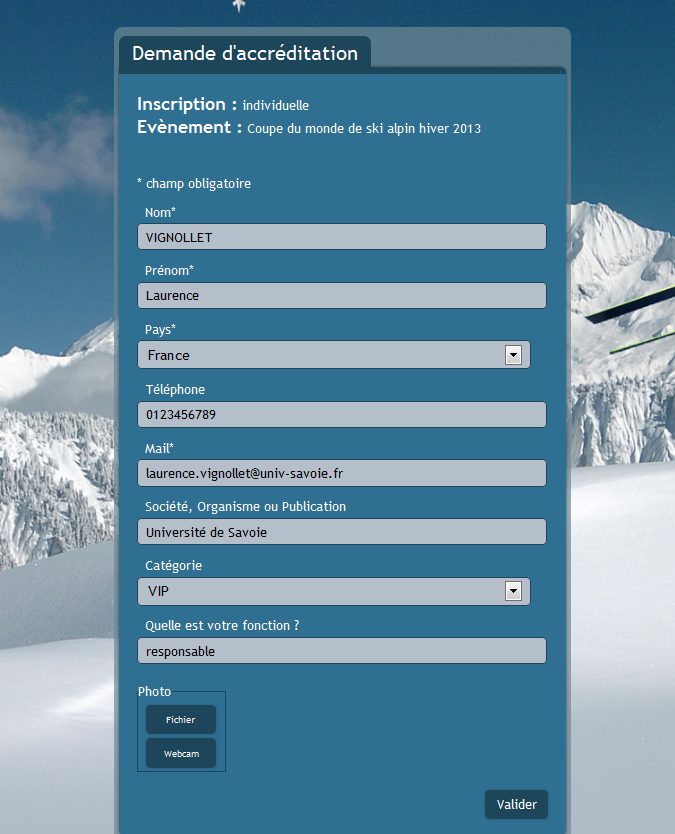 Demande d'accréditation
Inscription : individuelle
Evènement : Coupe du monde de ski alpin hiver 2013
* champ obligatoire
Nom*
VIGNOLLET
Prénom*
Laurence
Pays*
France
Téléphone
0123456789
Mail*
laurence.vignollet@univ-savoie.fr
Société, Organisme ou Publication
Université de Savoie
Catégorie
VIP
Quelle est votre fonction ?
responsable
Photo
Fichier
Webcam
Valider